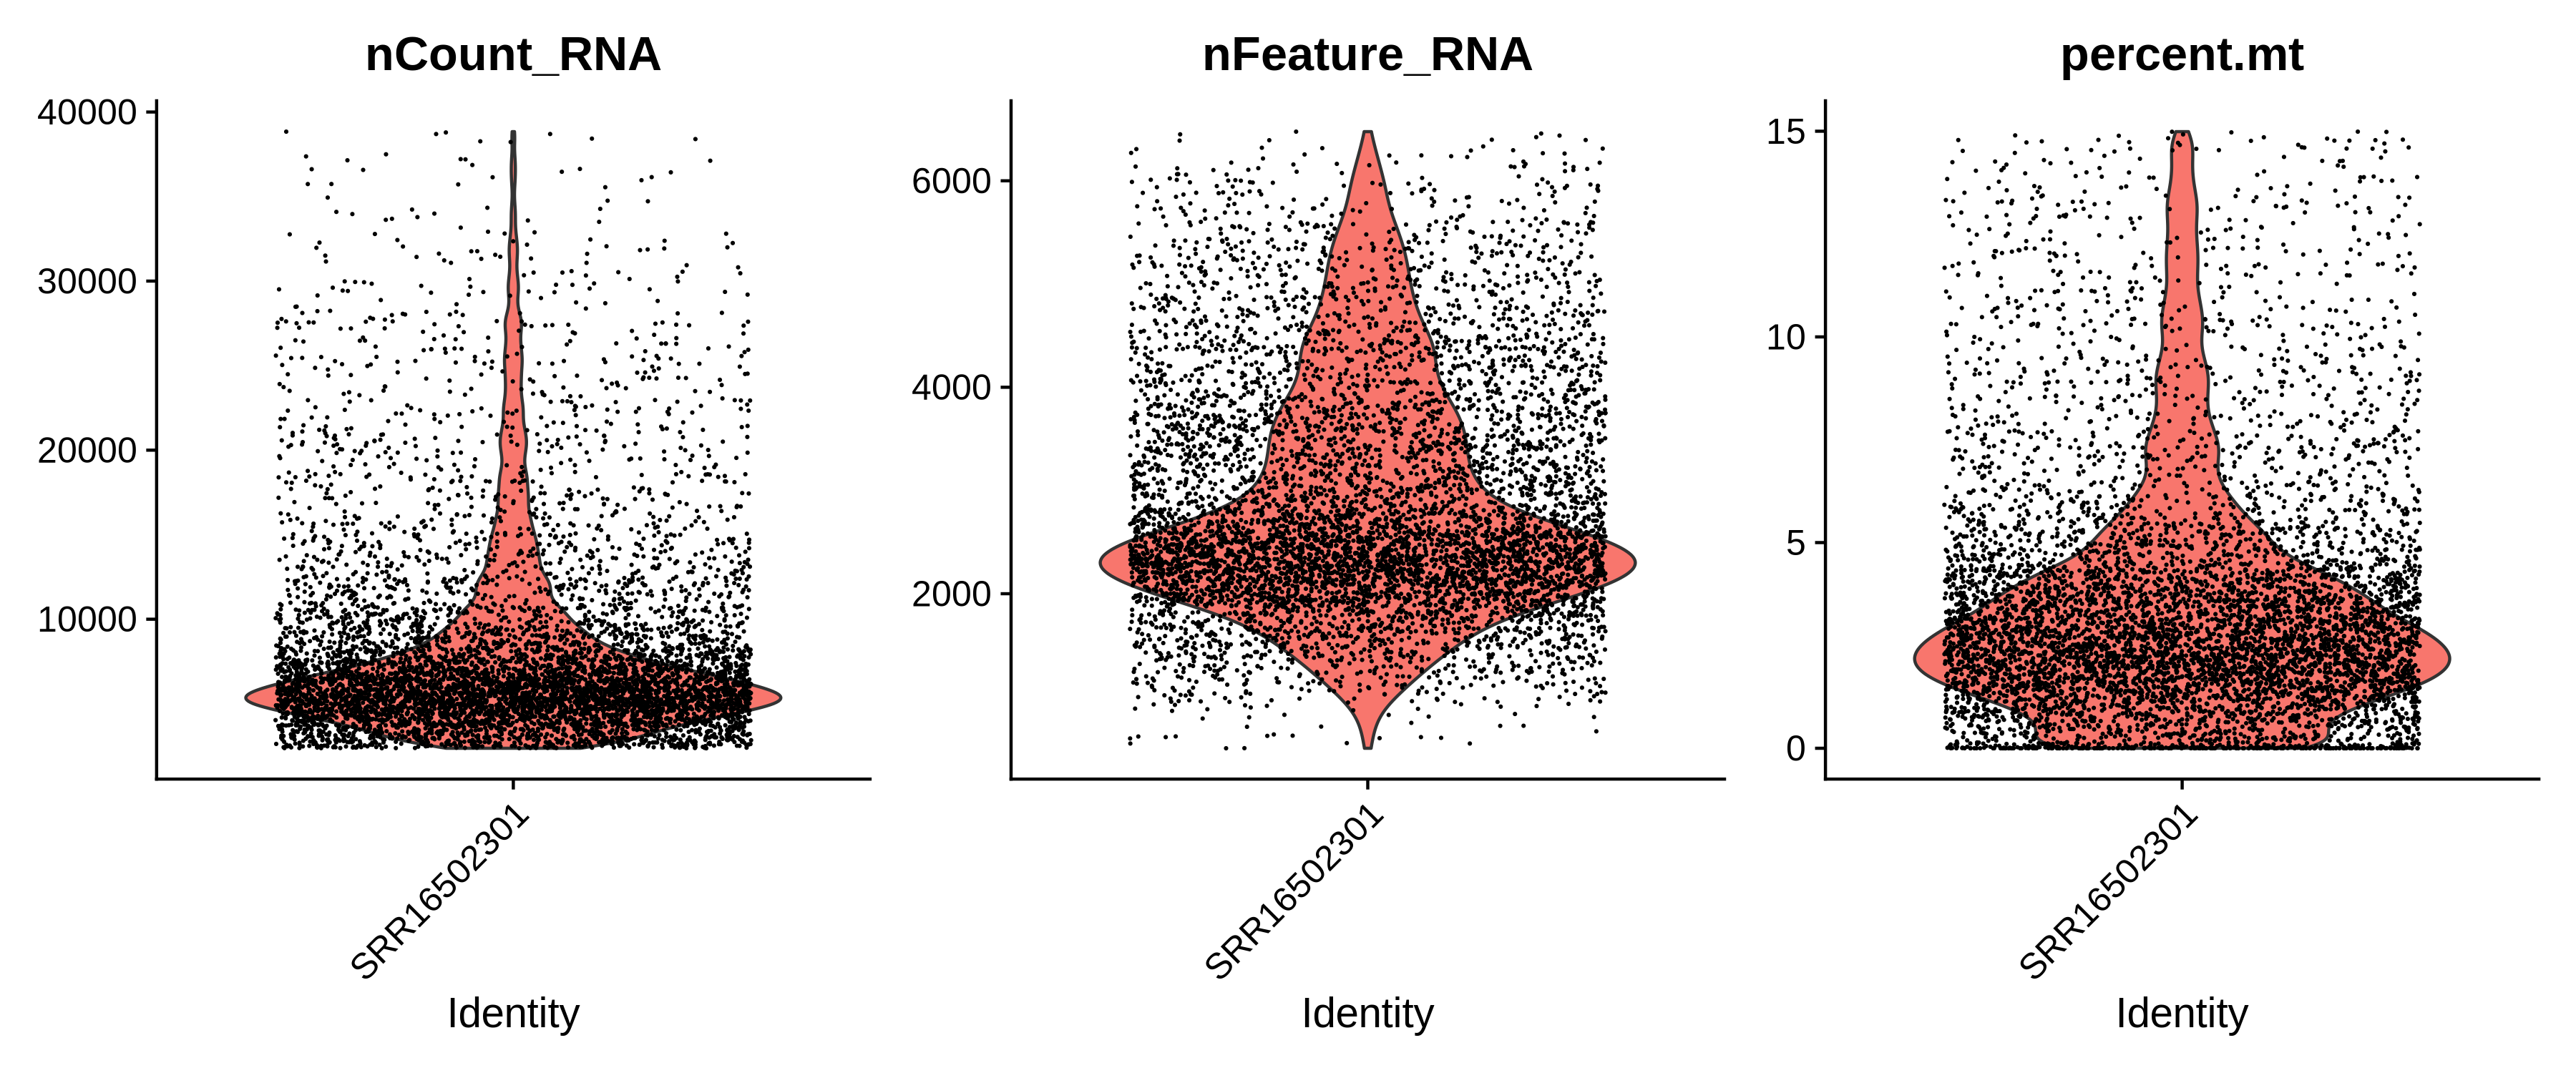 nCount_RNA
40000
30000
20000
10000
SRR16502301
Identity
nFeature_RNA
6000
4000
2000
SRR16502301
Identity
percent.mt
15
10
5
0
SRR16502301
Identity